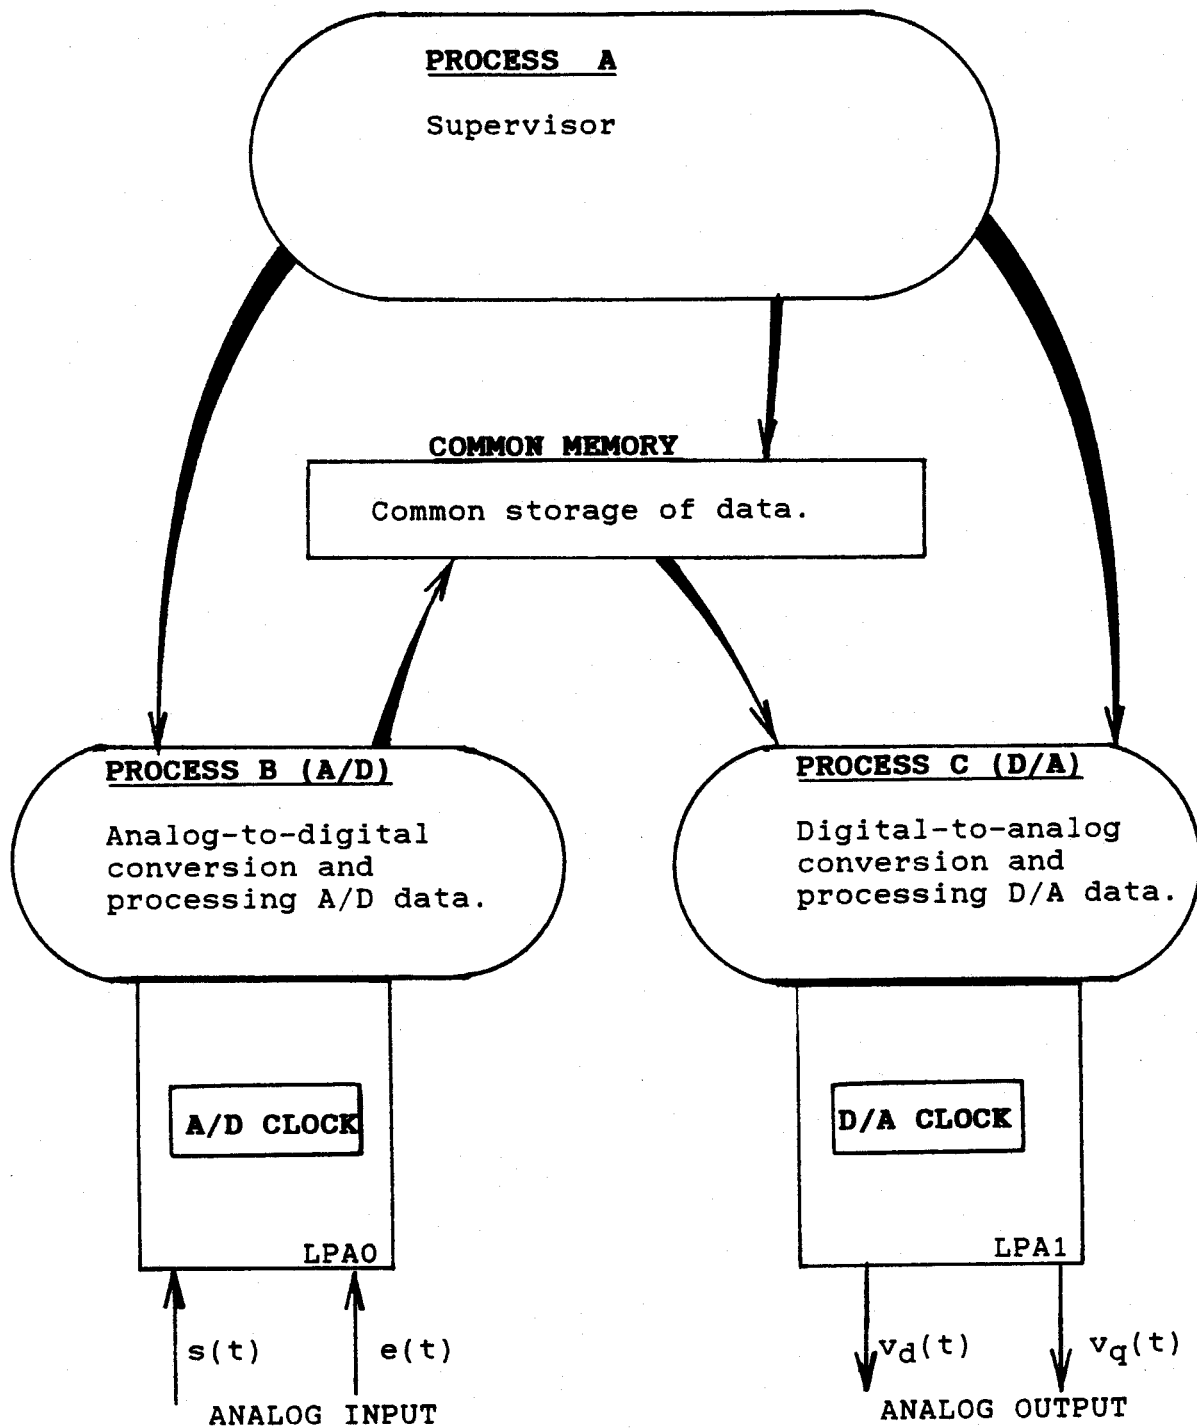 PROCESS A
Supervisor
COMMON MEMORY
Common storage of data.
PROCESS B (A/D)
Analog-to-digital
conversion and
processing A/D data.
PROCESS C (D/A)
Digital-to-analog
conversion and
processing D/A data.
A/D CLOCK
LPA0
D/A CLOCK
LPA1
s(t)
e(t)
ANALOG INPUT
vd(t)
vq(t)
ANALOG OUTPUT